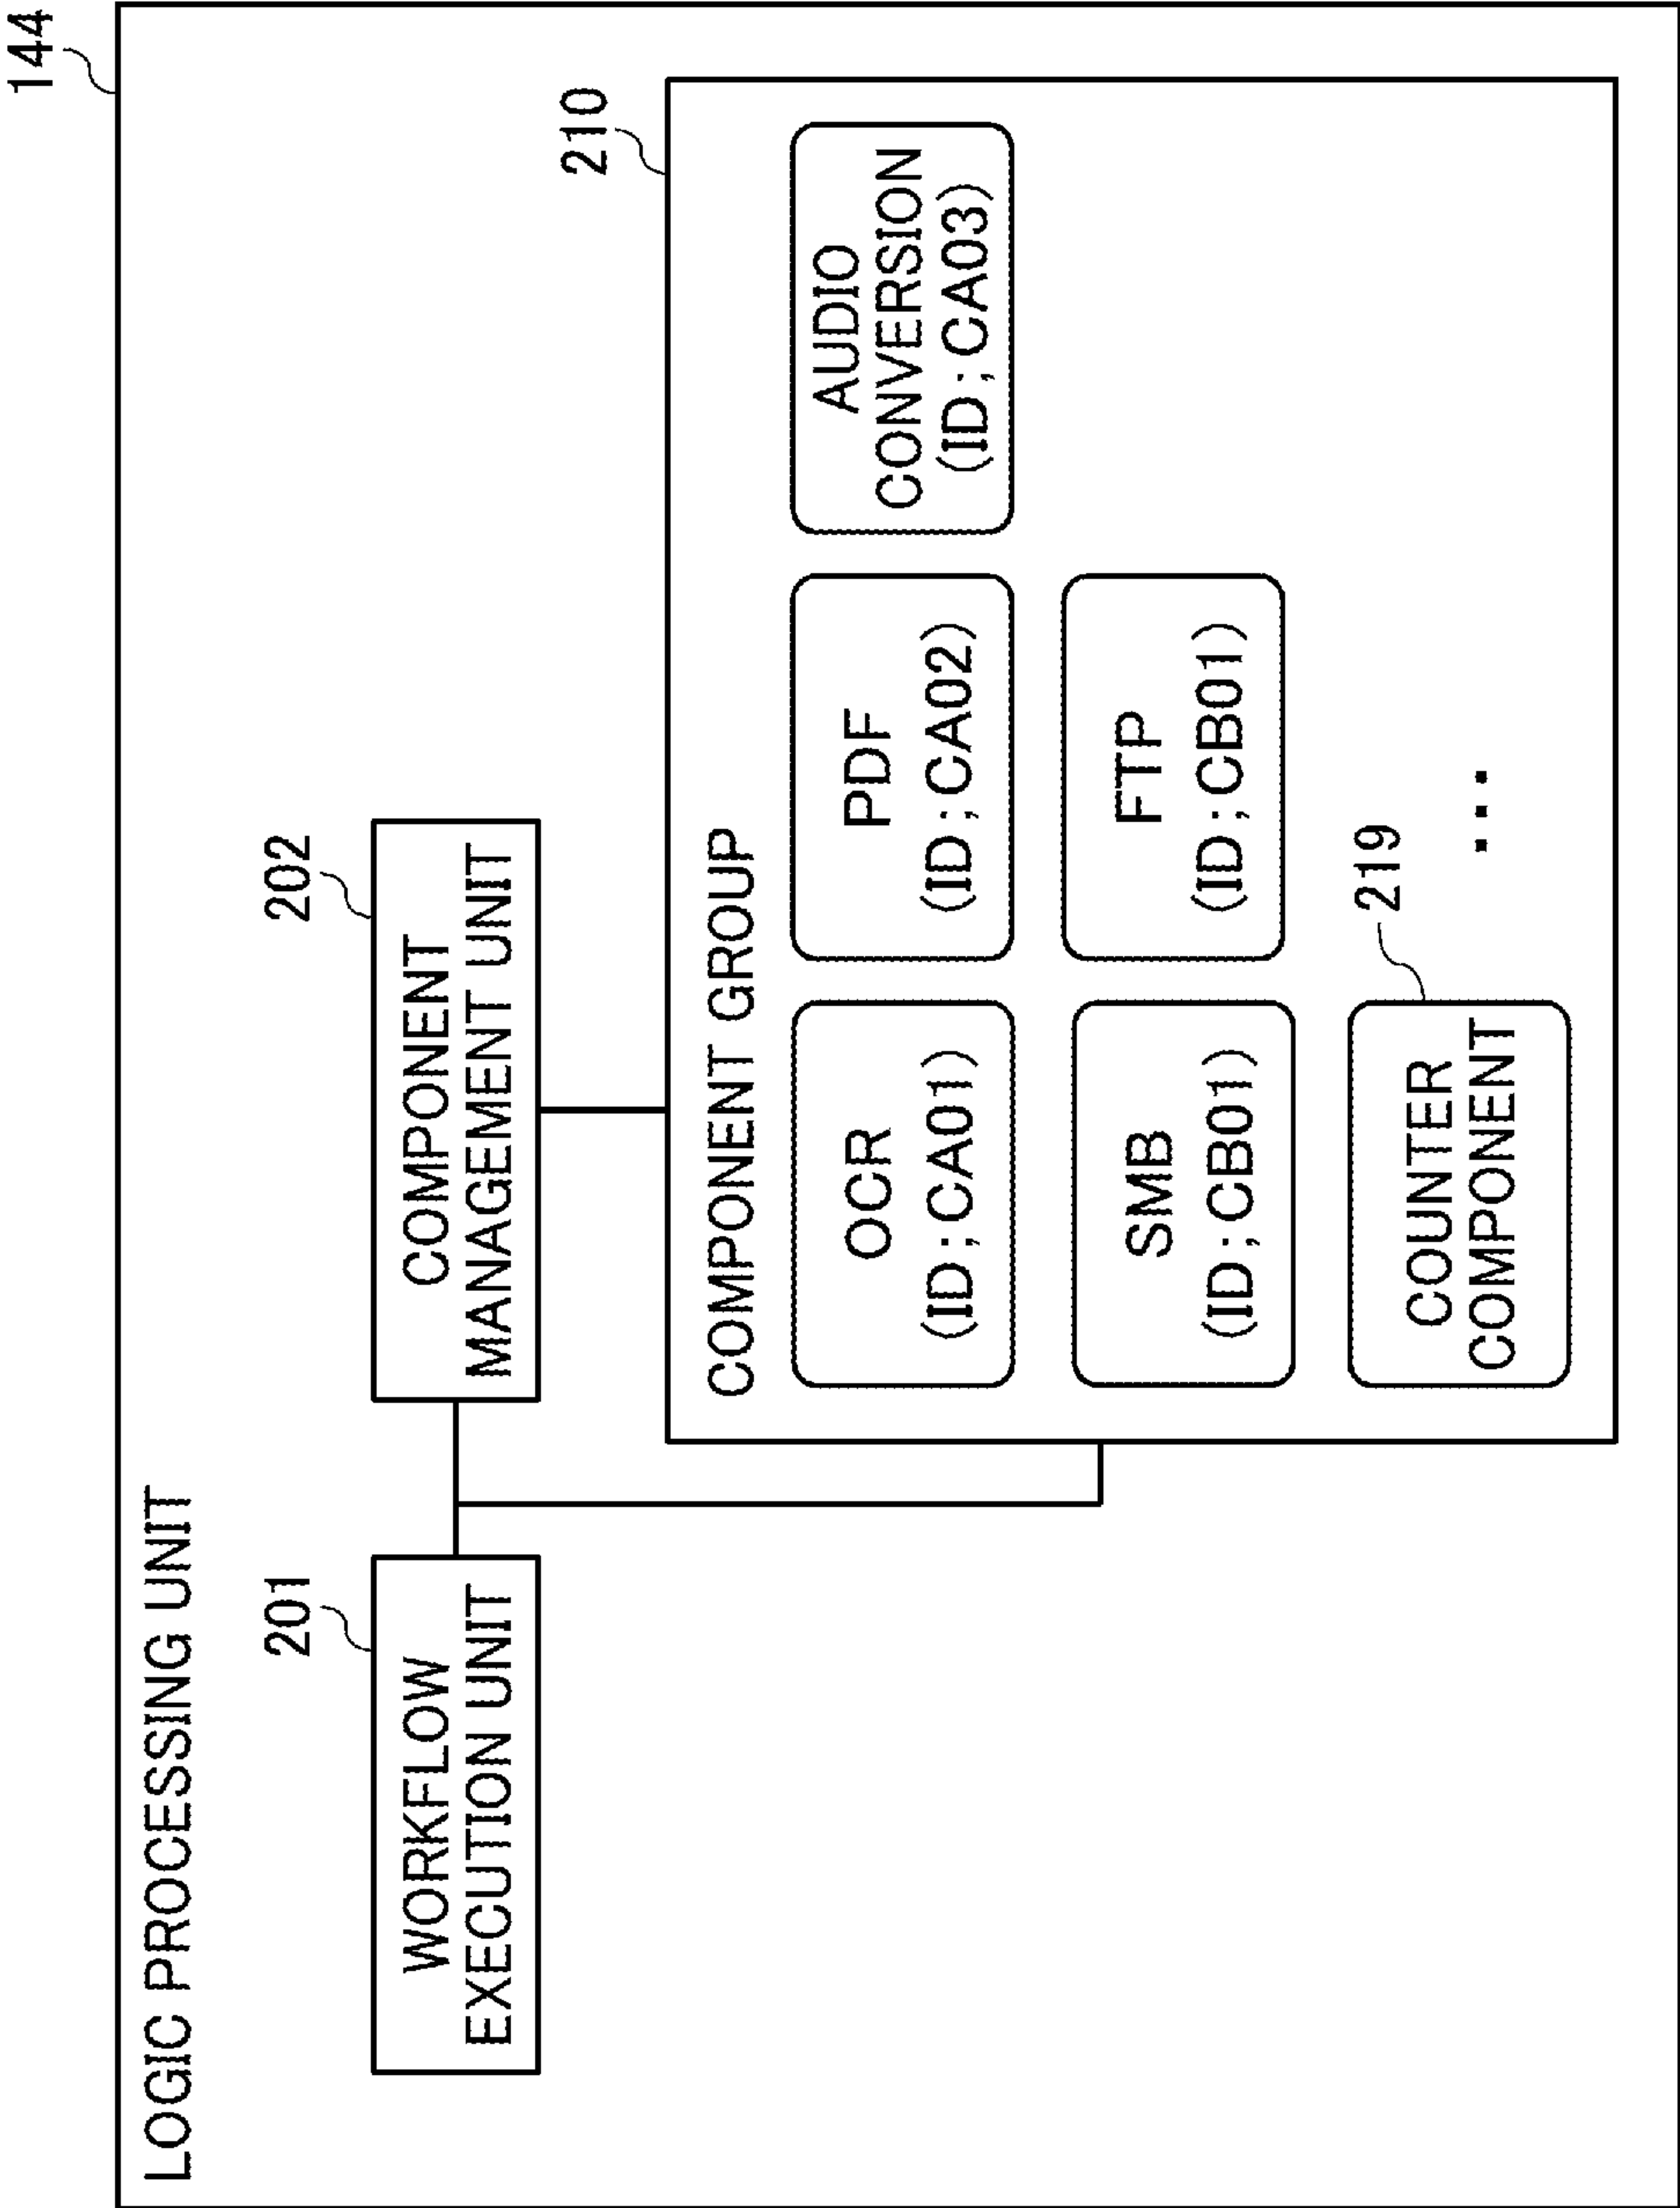 144
LOGIC PROCESSING UNIT
201
WORKFLOW
EXECUTION UNIT
202
COMPONENT
MANAGEMENT UNIT
210
COMPONENT GROUP
OCR
(ID;CA01)
PDF
(ID;CA02)
AUDIO
CONVERSION
(ID;CA03)
SMB
(ID;CB01)
FTP
(ID;CB01)
219
COUNTER
COMPONENT
...